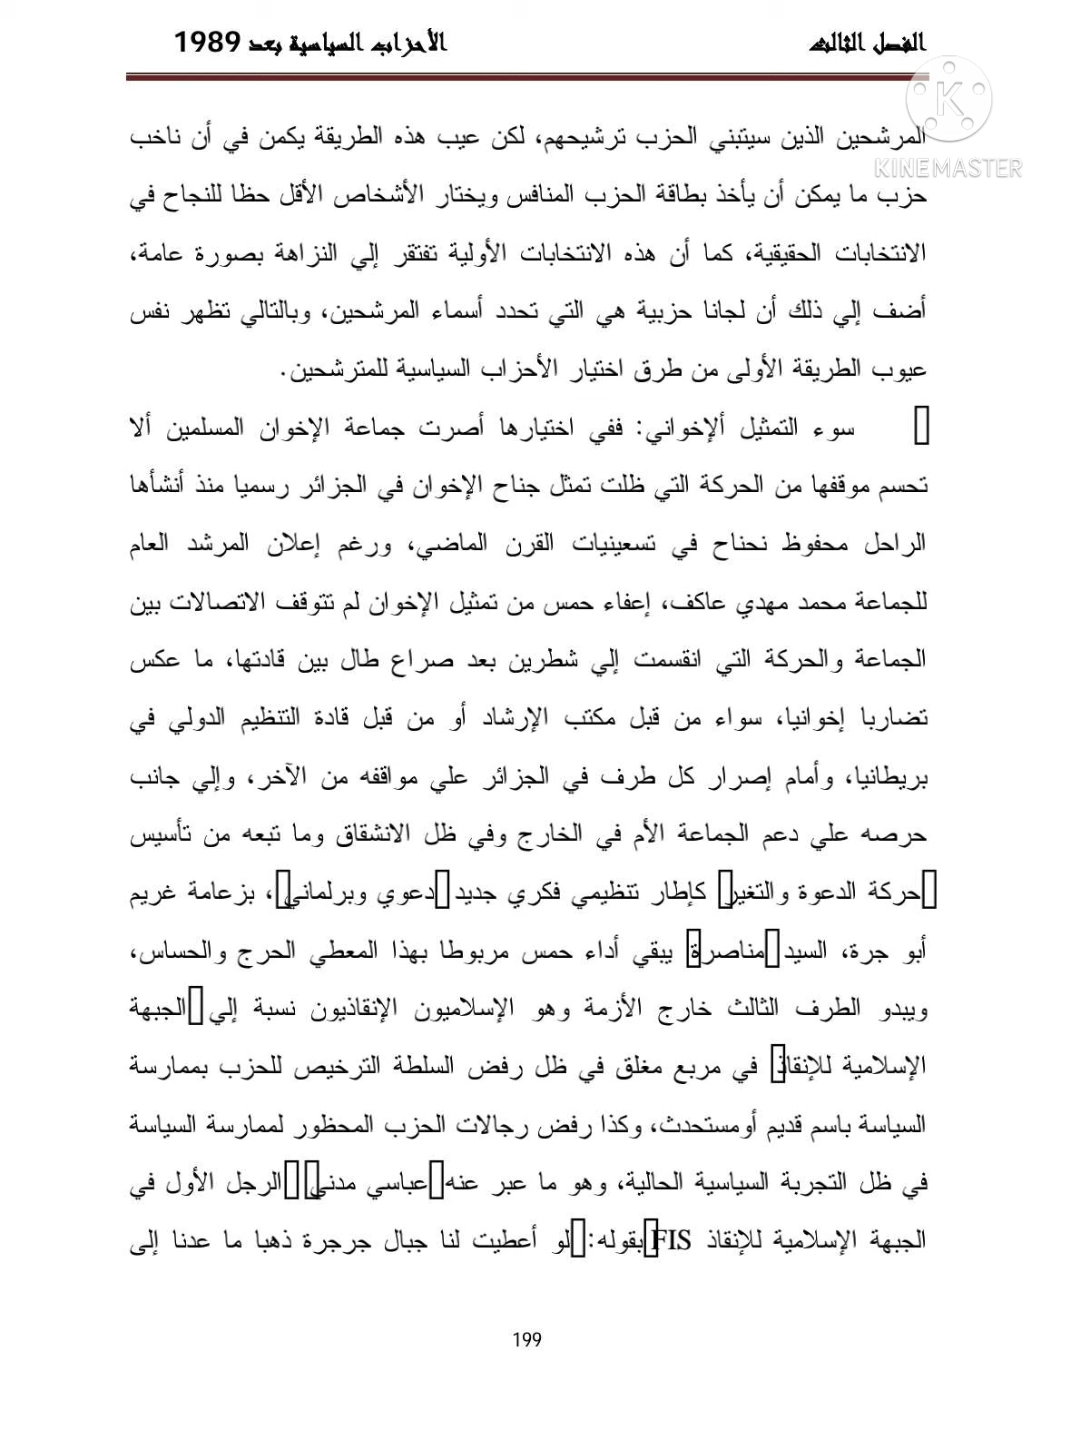 الفصل الثالث
الأحزاب السياسية بعد 1989
المرشحين الذين سيتبني الحزب ترشيحهم، لكن عيب هذه الطريقة يكمن في أن ناخب
KINEMASTER
حزب ما يمكن أن يأخذ بطاقة الحزب المنافس ويختار الأشخاص الأقل حظا للنجاح في
الانتخابات الحقيقية، كما أن هذه الانتخابات الأولية تفتقر إلي النزاهة بصورة عامة،
أضف إلي ذلك أن لجانا حزبية هي التي تحدد أسماء المرشحين، وبالتالي تظهر نفس
عيوب الطريقة الأولى من طرق اختيار الأحزاب السياسية للمترشحين.
سوء التمثيل ألإخواني: ففي اختيارها أصرت جماعة الإخوان المسلمين ألا
تحسم موقفها من الحركة التي ظلت تمثل جناح الإخوان في الجزائر رسميا منذ أنشأها
الراحل محفوظ نحناح في تسعينيات القرن الماضي، ورغم إعلان المرشد العام
للجماعة محمد مهدي عاكف، إعفاء حمس من تمثيل الإخوان لم تتوقف الاتصالات بين
الجماعة والحركة التي انقسمت إلي شطرين بعد صراع طال بين قادتها، ما عكس
تضاربا إخوانيا، سواء من قبل مكتب الإرشاد أو من قبل قادة التنظيم الدولي في
بريطانيا، وأمام إصرار كل طرف في الجزائر علي مواقفه من الآخر، وإلي جانب
حرصه علي دعم الجماعة الأم في الخارج وفي ظل الانشقاق وما تبعه من تأسيس
حركة الدعوة والتغير كإطار تنظيمي فكري جديد دعوي وبرلماني، بزعامة غريم
أبو جرة، السيد مناصرة يبقي أداء حمس مربوطا بهذا المعطي الحرج والحساس،
ويبدو الطرف الثالث خارج الأزمة وهو الإسلاميون الإنقاذيون نسبة إلي الجبهة
الإسلامية للإنقاذ في مربع مغلق في ظل رفض السلطة الترخيص للحزب بممارسة
السياسة باسم قديم أومستحدث، وكذا رفض رجالات الحزب المحظور لممارسة السياسة
في ظل التجربة السياسية الحالية، وهو ما عبر عنه عباسي مدني الرجل الأول في
الجبهة الإسلامية للإنقاذ FIS بقوله: لو أعطيت لنا جبال جرجرة ذهبا ما عدنا إلى
199